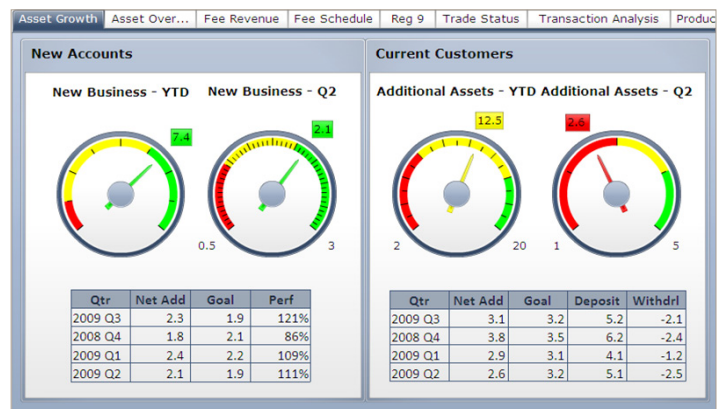 Asset Growth Asset Over... Fee Revenue Fee Schedule Reg 9 Trade Status Transaction Analysis Produc
New Accounts
New Business - YTD New Business - Q2
7.4
2.1
0.5 3
Qtr Net Add Goal Perf
2009 Q3 2.3 1.9 121%
2008 Q4 1.8 2.1 86%
2009 Q1 2.4 2.2 109%
2009 Q2 2.1 1.9 111%
Current Customers
Additional Assets - YTD Additional Assets - Q2
12.5 2.6
2 20 1 5
Qtr Net Add Goal Deposit Withdrl
2009 Q3 3.1 3.2 5.2 -2.1
2008 Q4 3.8 3.5 6.2 -2.4
2009 Q1 2.9 3.1 4.1 -1.2
2009 Q2 2.6 3.2 5.1 -2.5